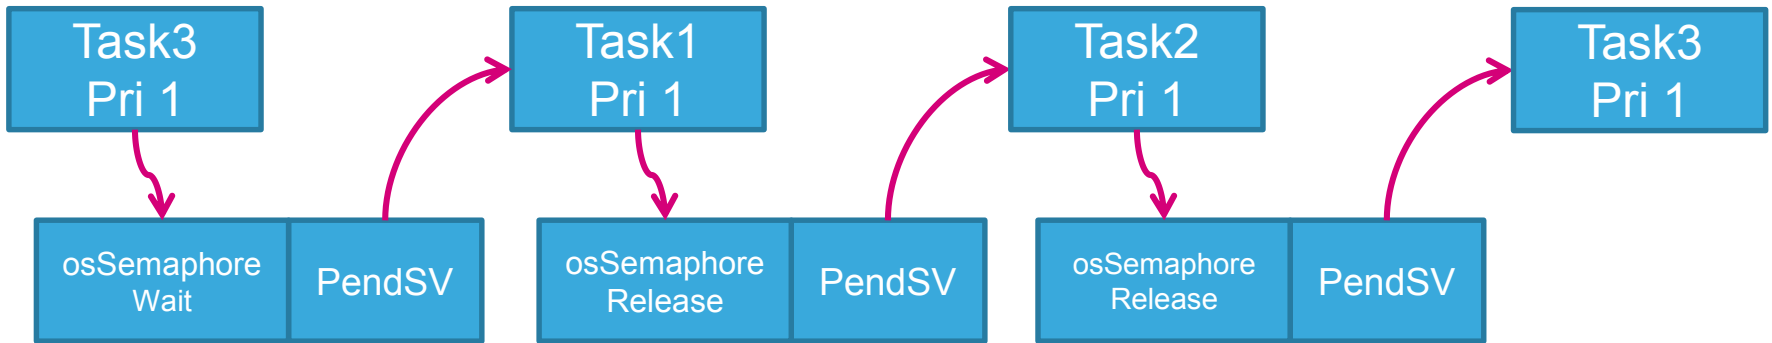 Task3
Pri 1
Task1
Pri 1
Task2
Pri 1
Task3
Pri 1
osSemaphore
Wait
PendSV
osSemaphore
Release
PendSV
osSemaphore
Release
PendSV